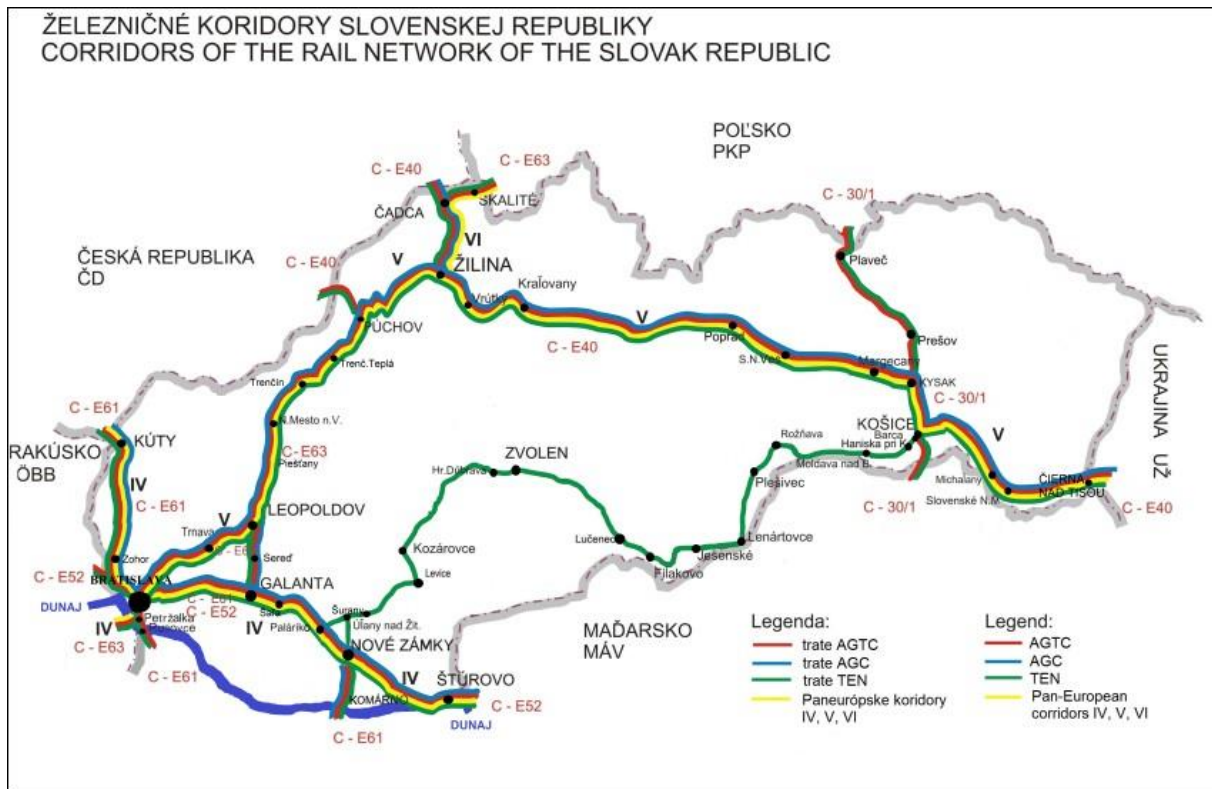 ŽELEZNIČNÉ KORIDORY SLOVENSKEJ REPUBLIKY
CORRIDORS OF THE RAIL NETWORK OF THE SLOVAK REPUBLIC
POĽSKO
PKP
C - E40
C - E63
C - 30/1
SKALITÉ
ČADCA
VI
ČESKÁ REPUBLIKA
ČD
C - E40
V
ŽILINA
Plaveč
Vrútky
Kraľovany
V
PÚCHOV
C - E40
Poprad
Prešov
Trenč.Teplá
S.N.Ves
Margecany
UKRAJINA UŽ
Trenčín
KYSAK
C - 30/1
C - E61
N.Mesto n.V.
KOŠICE
RAKÚSKO
ÖBB
KÚTY
C - E63
ZVOLEN
Rožňava
Barca
Haniska pri K.
V
Piešťany
Hr.Dúbrava
Moldava nad B.
IV
C - E61
Plešivec
Michaľany
ČIERNA
NAD TISOU
Slovenské N.M
C - 30/1
C - E40
LEOPOLDOV
V
Trnava
C - E6
Sereď
Lučenec
Lenártovce
Zohor
Kozárovce
Jesenské
Fiľakovo
C - E52
BRATISLAVA
GALANTA
Levice
DUNAJ
C - E61
C - E52
Šaľa
Šurany
Úľany nad Žit.
Petržalka
Rusovce
IV
IV
Paláriko
MAĎARSKO
MÁV
C - E63
NOVÉ ZÁMKY
C - E61
IV
ŠTÚROVO
KOMÁRNO
C - E52
DUNAJ
C - E61
Legenda:
trate AGTC
trate AGC
trate TEN
Paneurópske koridory
IV, V, VI
Legend:
AGTC
AGC
TEN
Pan-European
corridors IV, V, VI